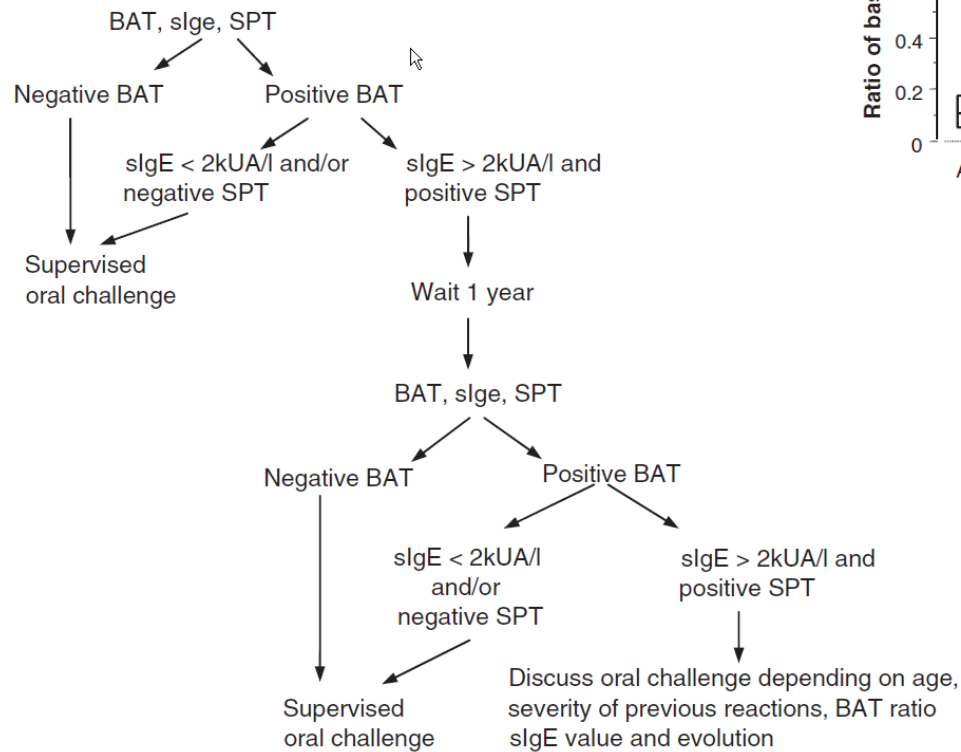 BAT, sIge, SPT
Negative BAT
Positive BAT
sIgE < 2kUA/l and/or
negative SPT
sIgE > 2kUA/l and
positive SPT
Supervised
oral challenge
Wait 1 year
BAT, sIge, SPT
Negative BAT
Positive BAT
sIgE < 2kUA/l
and/or
negative SPT
sIgE > 2kUA/l and
positive SPT
Supervised
oral challenge
Discuss oral challenge depending on age,
severity of previous reactions, BAT ratio
sIgE value and evolution
Ratio of bas
0.4
0.2
0